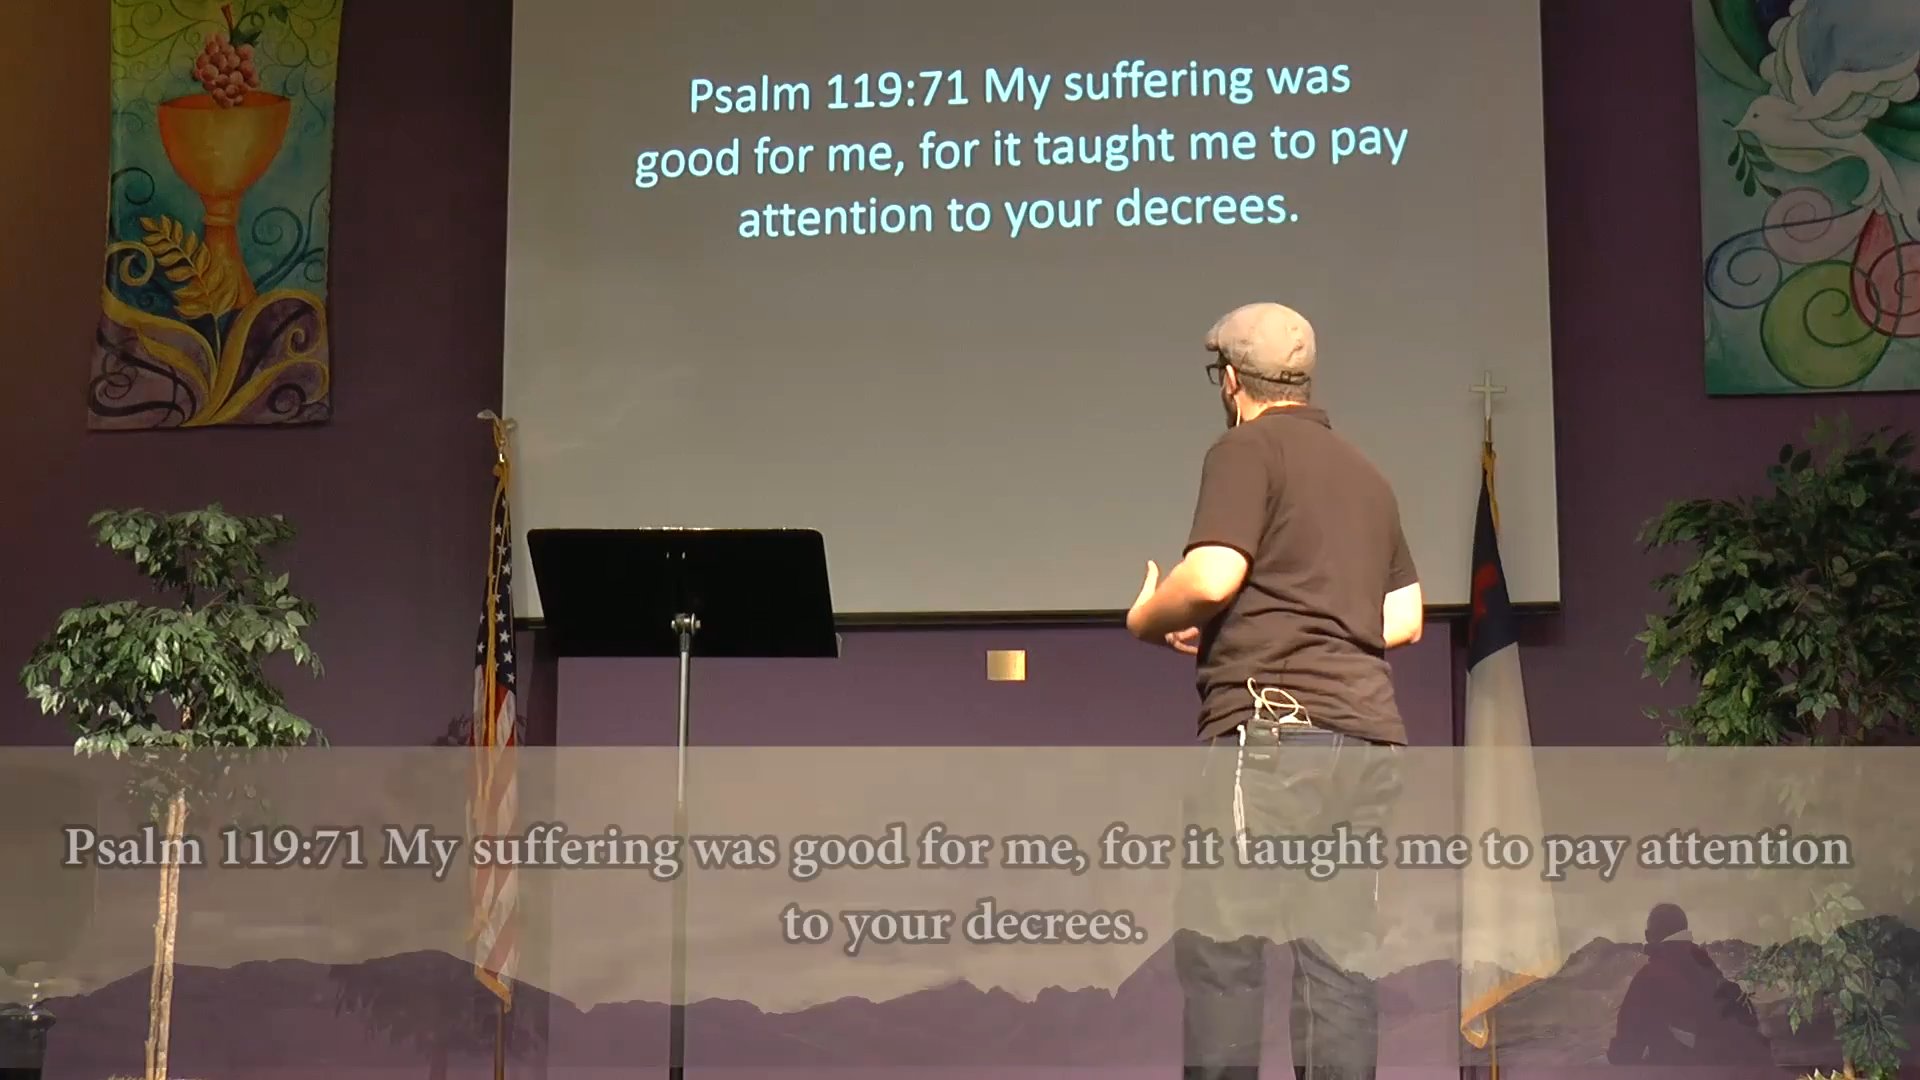 Psalm 119:71 My suffering was
good for me, for it taught me to pay
attention to your decrees.
Psalm 119:71 My suffering was good for me, for it taught me to pay attention
to your decrees.